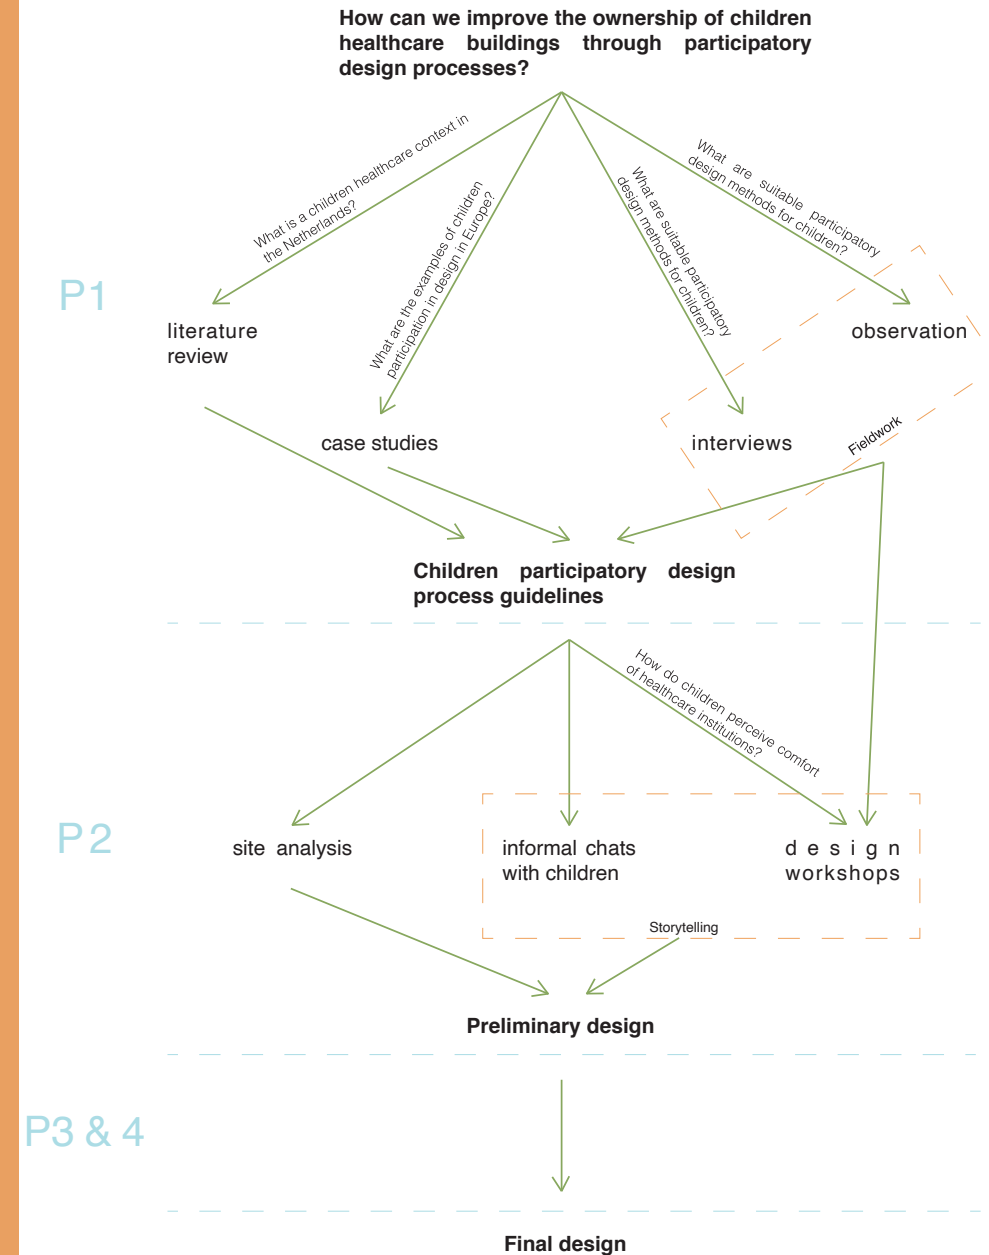 How can we improve the ownership of children
healthcare buildings through participatory
design processes?
What is a children healthcare context in
the Netherlands?
What are the examples of children
participation in design in Europe?
What are suitable participatory
design methods for children?
What are suitable participatory
design methods for children?
P1
literature
review
observation
case studies
interviews
Fieldwork
Children participatory design
process guidelines
How do children perceive comfort
of healthcare institutions?
P2
site analysis
informal chats
with children
design
workshops
Storytelling
Preliminary design
P3 & 4
Final design